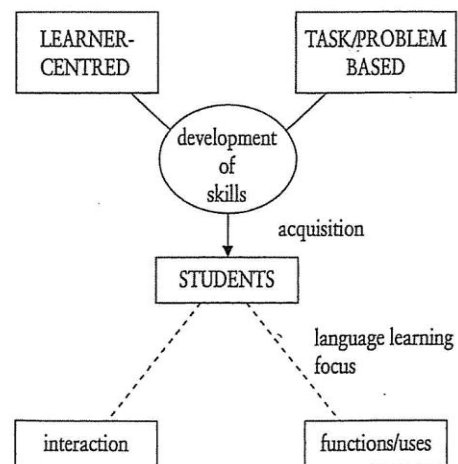 LEARNER-
CENTRED
TASK/PROBLEM
BASED
development
of
skills
acquisition
STUDENTS
language learning
focus
interaction
functions/uses